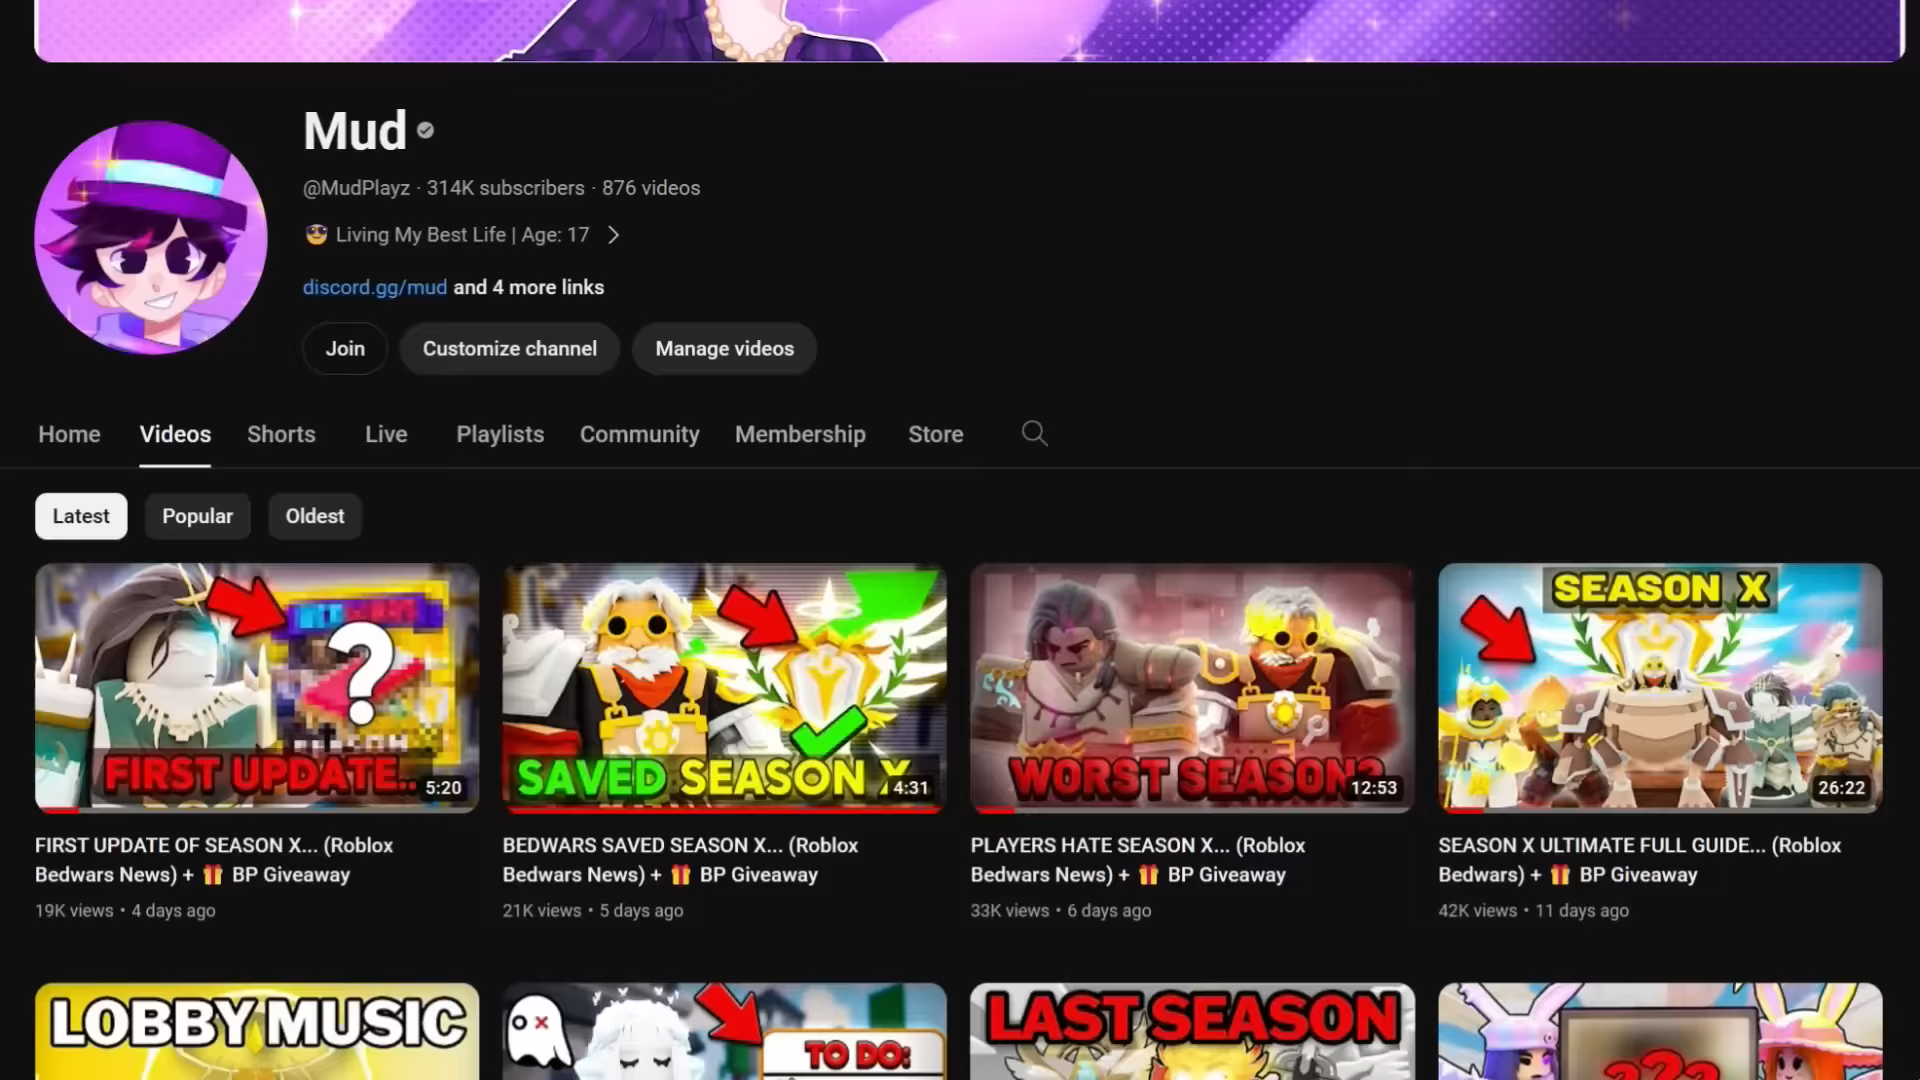 Mud
@MudPlayz · 314K subscribers · 876 videos
😎 Living My Best Life | Age: 17
discord.gg/mud and 4 more links
Join
Customize channel
Manage videos
Home
Videos
Shorts
Live
Playlists
Community
Membership
Store
Latest
Popular
Oldest
?
FIRST UPDATE..
5:20
SAVED SEASON X
4:31
WORST SEASON?
12:53
SEASON X
26:22
FIRST UPDATE OF SEASON X... (Roblox
Bedwars News) + 🎁 BP Giveaway
19K views • 4 days ago
BEDWARS SAVED SEASON X... (Roblox
Bedwars News) + 🎁 BP Giveaway
21K views • 5 days ago
PLAYERS HATE SEASON X... (Roblox
Bedwars News) + 🎁 BP Giveaway
33K views • 6 days ago
SEASON X ULTIMATE FULL GUIDE... (Roblox
Bedwars) + 🎁 BP Giveaway
42K views • 11 days ago
LOBBY MUSIC
TO DO:
LAST SEASON
???